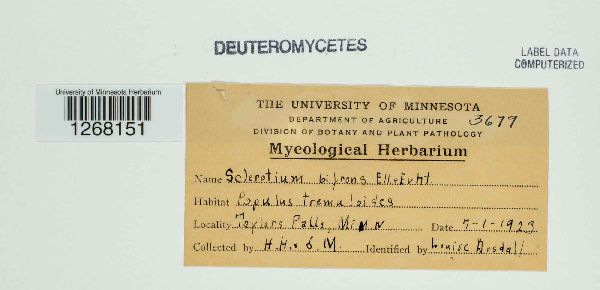 DEUTEROMYCETES
LABEL DATA
COMPUTERIZED
University of Minnesota Herbarium
1268151
THE UNIVERSITY OF MINNESOTA
DEPARTMENT OF AGRICULTURE 3679
DIVISION OF BOTANY AND PLANT PATHOLOGY
Mycological Herbarium
Name Sclerotium bifrons Ell & Evht.
Habitat Populus tremuloides
Locality Taylors Falls, Minn Date 7-1-1923
Collected by H.H. & S.M. Identified by Louise Dosdall